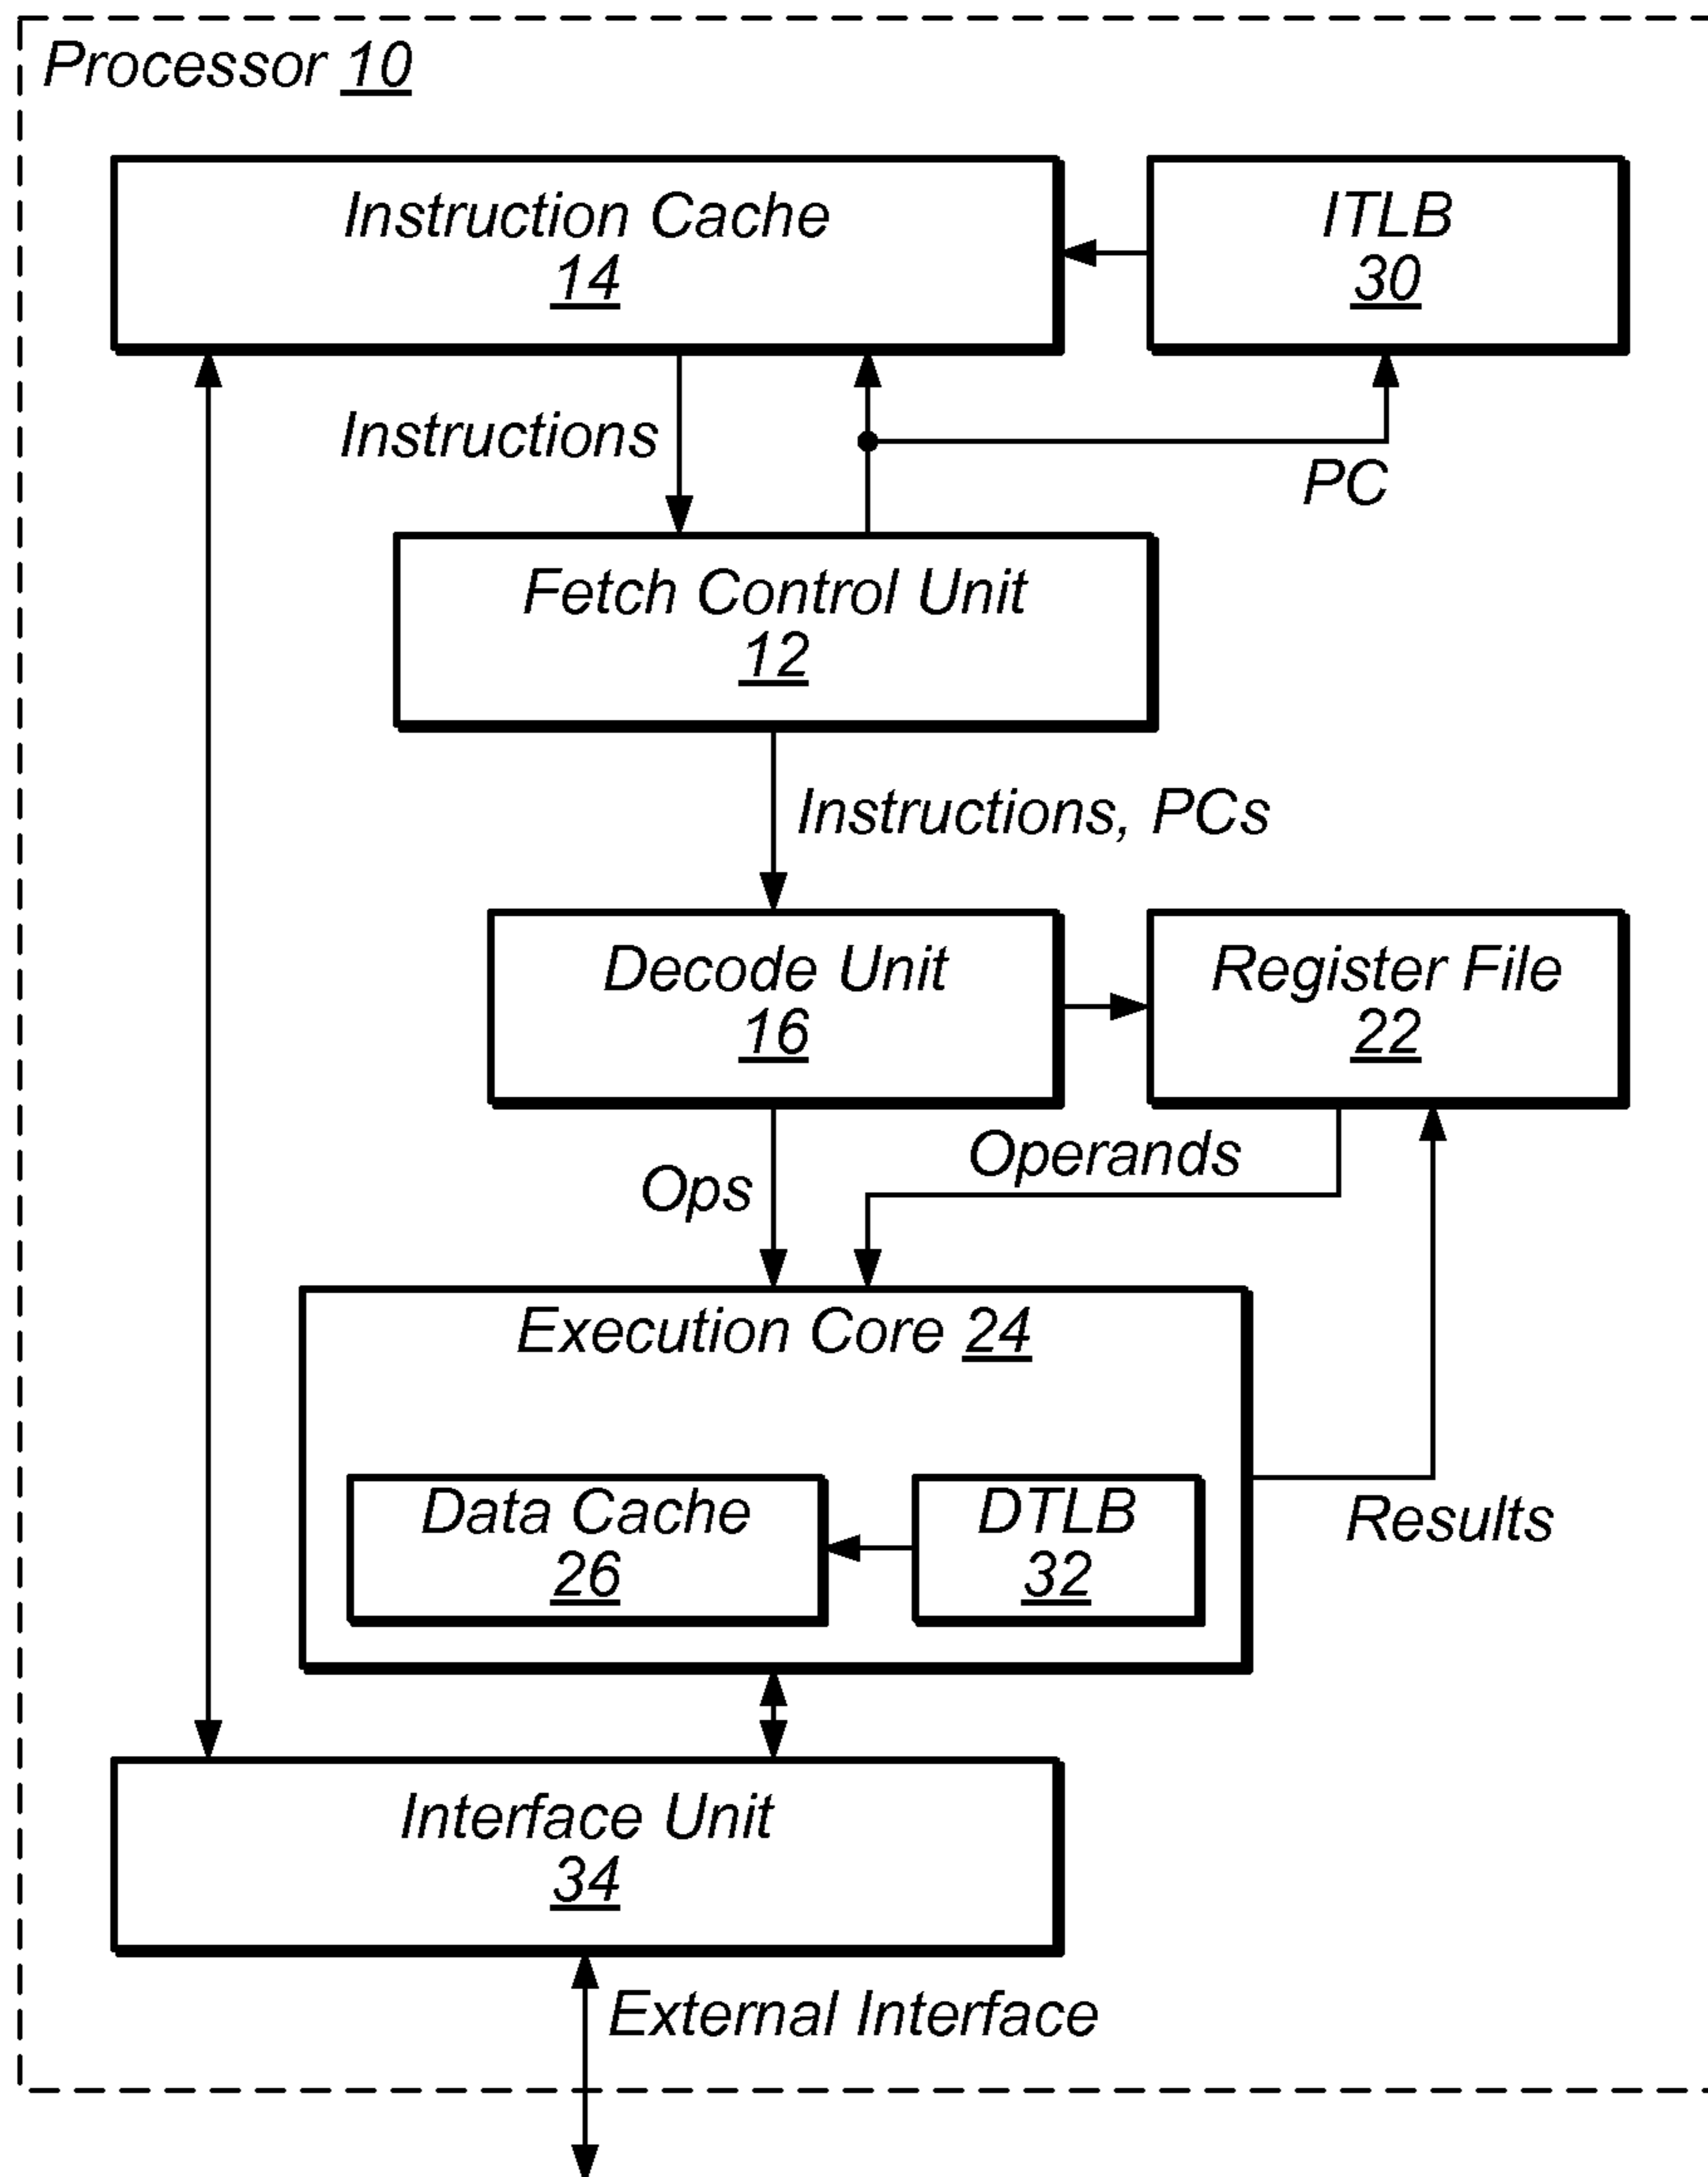 Processor 10
Instruction Cache
14
ITLB
30
Instructions
PC
Fetch Control Unit
12
Instructions, PCs
Decode Unit
16
Register File
22
Operands
Ops
Execution Core 24
Data Cache
26
DTLB
32
Results
Interface Unit
34
External Interface